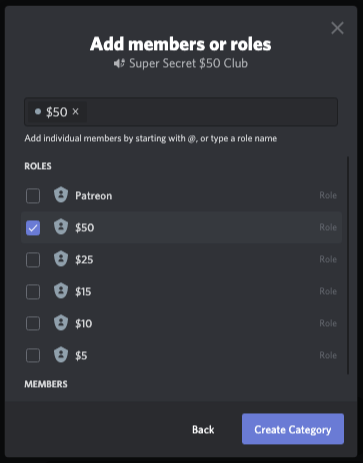 Add members or roles
Super Secret $50 Club
$50 ×
Add individual members by starting with @, or type a role name
ROLES
Patreon Role
$50 Role
$25 Role
$15 Role
$10 Role
$5 Role
MEMBERS
Back Create Category